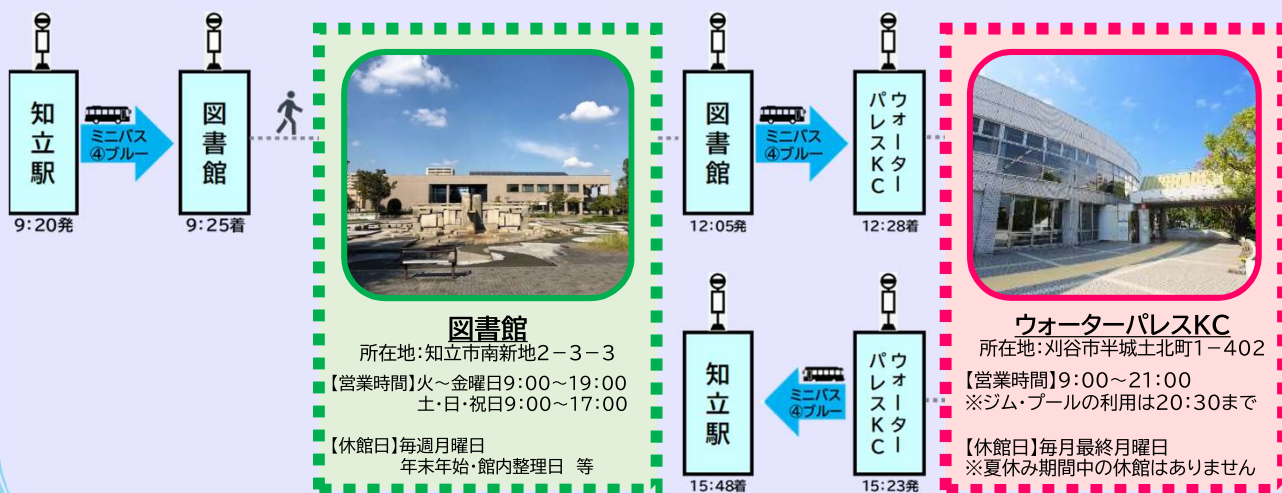 知立駅
9:20発
ミニバス
④ブルー
図書館
9:25着
図書館
所在地:知立市南新地2-3-3
【営業時間】火~金曜日9:00~19:00
土・日・祝日9:00~17:00
【休館日】毎週月曜日
年末年始・館内整理日 等
図書館
12:05発
ミニバス
④ブルー
ウォーター
パレスKC
12:28着
ウォーターパレスKC
所在地:刈谷市半城土北町1-402
【営業時間】9:00~21:00
※ジム・プールの利用は20:30まで
【休館日】毎月最終月曜日
※夏休み期間中の休館はありません
ウォーター
パレスKC
15:23発
ミニバス
④ブルー
知立駅
15:48着